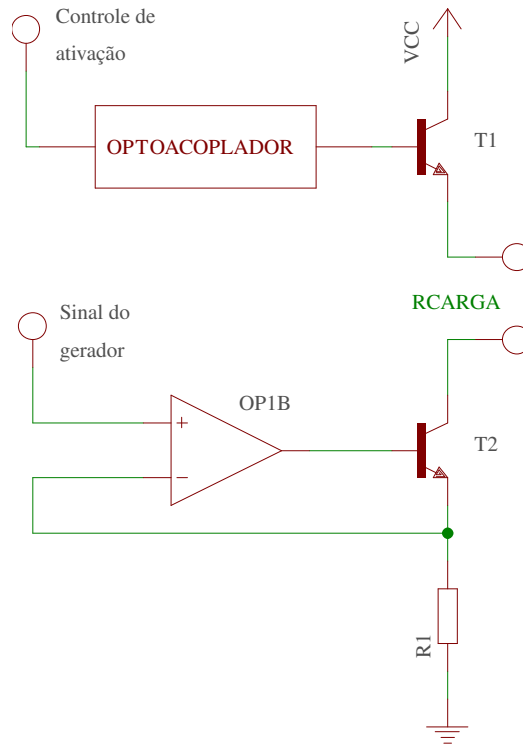 Controle de
ativação
VCC
OPTOACOPLADOR
T1
RCARGA
Sinal do
gerador
OP1B
+
−
T2
R1